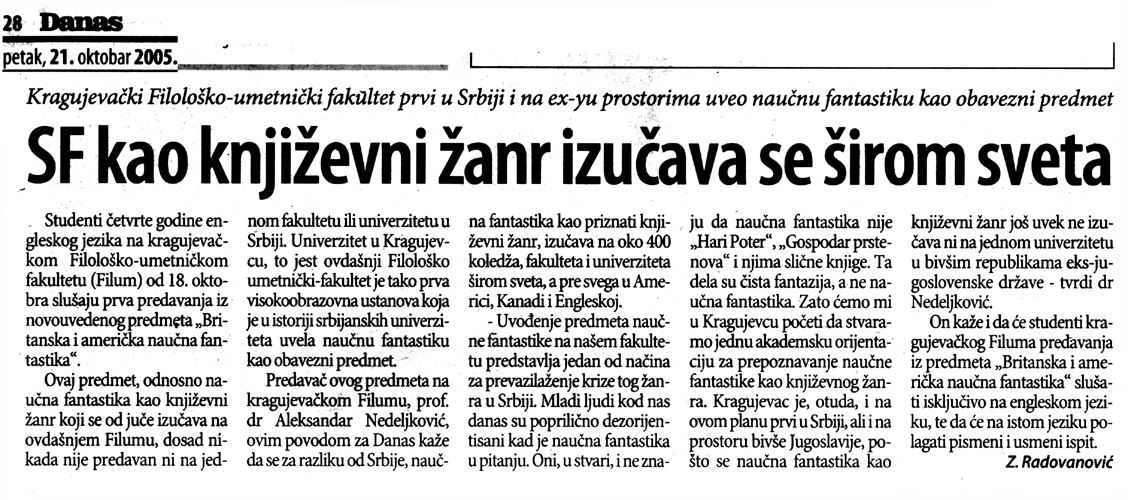 28 Danas
petak, 21. oktobar 2005.
Kragujevački Filološko-umetnički fakultet prvi u Srbiji i na ex-yu prostorima uveo naučnu fantastiku kao obavezni predmet
SF kao književni žanr izučava se širom sveta
Studenti četvrte godine en-
gleskog jezika na kragujevač-
kom Filološko-umetničkom
fakultetu (Filum) od 18. okto-
bra slušaju prva predavanja iz
novouvedenog predmeta „Bri-
tanska i američka naučna fan-
tastika“.
Ovaj predmet, odnosno na-
učna fantastika kao književni
žanr koji se od juče izučava na
ovdašnjem Filumu, dosad ni-
kada nije predavan ni na jed-
nom fakultetu ili univerzitetu u
Srbiji. Univerzitet u Kragujev-
cu, to jest ovdašnji Filološko
umetnički-fakultet je tako prva
visokoobrazovna ustanova koja
je u istoriji srbijanskih univerzi-
teta uvela naučnu fantastiku
kao obavezni predmet.
Predavač ovog predmeta na
kragujevačkom Filumu, prof.
dr Aleksandar Nedeljković,
ovim povodom za Danas kaže
da se za razliku od Srbije, nauč-
na fantastika kao priznati knji-
ževni žanr, izučava na oko 400
koledža, fakulteta i univerziteta
širom sveta, a pre svega u Ame-
rici, Kanadi i Engleskoj.
- Uvođenje predmeta nauč-
ne fantastike na našem fakulte-
tu predstavlja jedan od načina
za prevazilaženje krize tog žan-
ra u Srbiji. Mladi ljudi kod nas
danas su poprilično dezorijen-
tisani kad je naučna fantastika
u pitanju. Oni, u stvari, i ne zna-
ju da naučna fantastika nije
„Hari Poter“, „Gospodar prste-
nova“ i njima slične knjige. Ta
dela su čista fantazija, a ne na-
učna fantastika. Zato ćemo mi
u Kragujevcu početi da stvara-
mo jednu akademsku orijenta-
ciju za prepoznavanje naučne
fantastike kao književnog žan-
ra. Kragujevac je, otuda, i na
ovom planu prvi u Srbiji, ali i na
prostoru bivše Jugoslavije, po-
što se naučna fantastika kao
književni žanr još uvek ne izu-
čava ni na jednom univerzitetu
u bivšim republikama eks-ju-
goslovenske države - tvrdi dr
Nedeljković.
On kaže i da će studenti kra-
gujevačkog Filuma predavanja
iz predmeta „Britanska i ame-
rička naučna fantastika“ sluša-
ti isključivo na engleskom jezi-
ku, te da će na istom jeziku po-
lagati pismeni i usmeni ispit.
Z. Radovanović